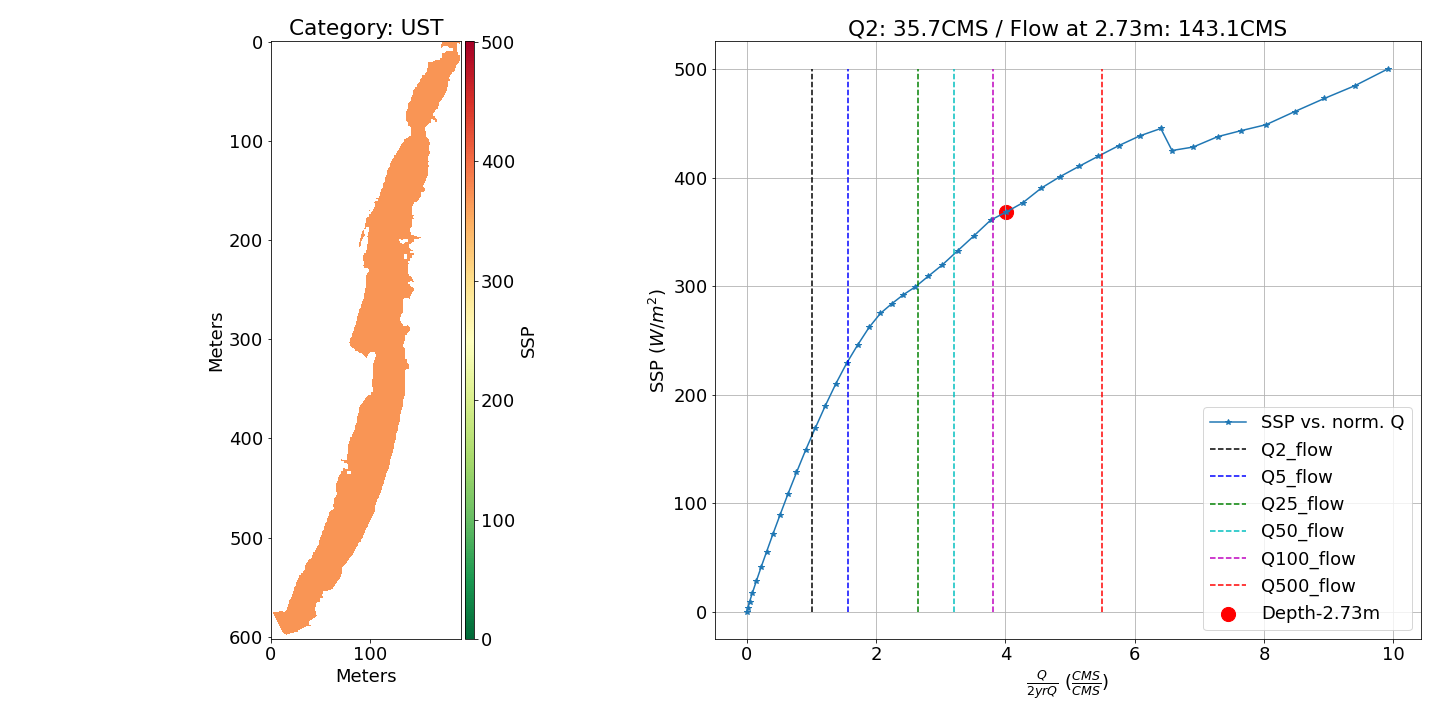 Category: UST
0
100
200
300
400
500
600
Meters
0
100
Meters
500
400
300
200
100
0
SSP
Q2: 35.7CMS / Flow at 2.73m: 143.1CMS
500
400
300
200
100
0
SSP (W/m²)
0
2
4
6
8
10
Q/2yrQ (CMS/CMS)
SSP vs. norm. Q
Q2_flow
Q5_flow
Q25_flow
Q50_flow
Q100_flow
Q500_flow
Depth-2.73m